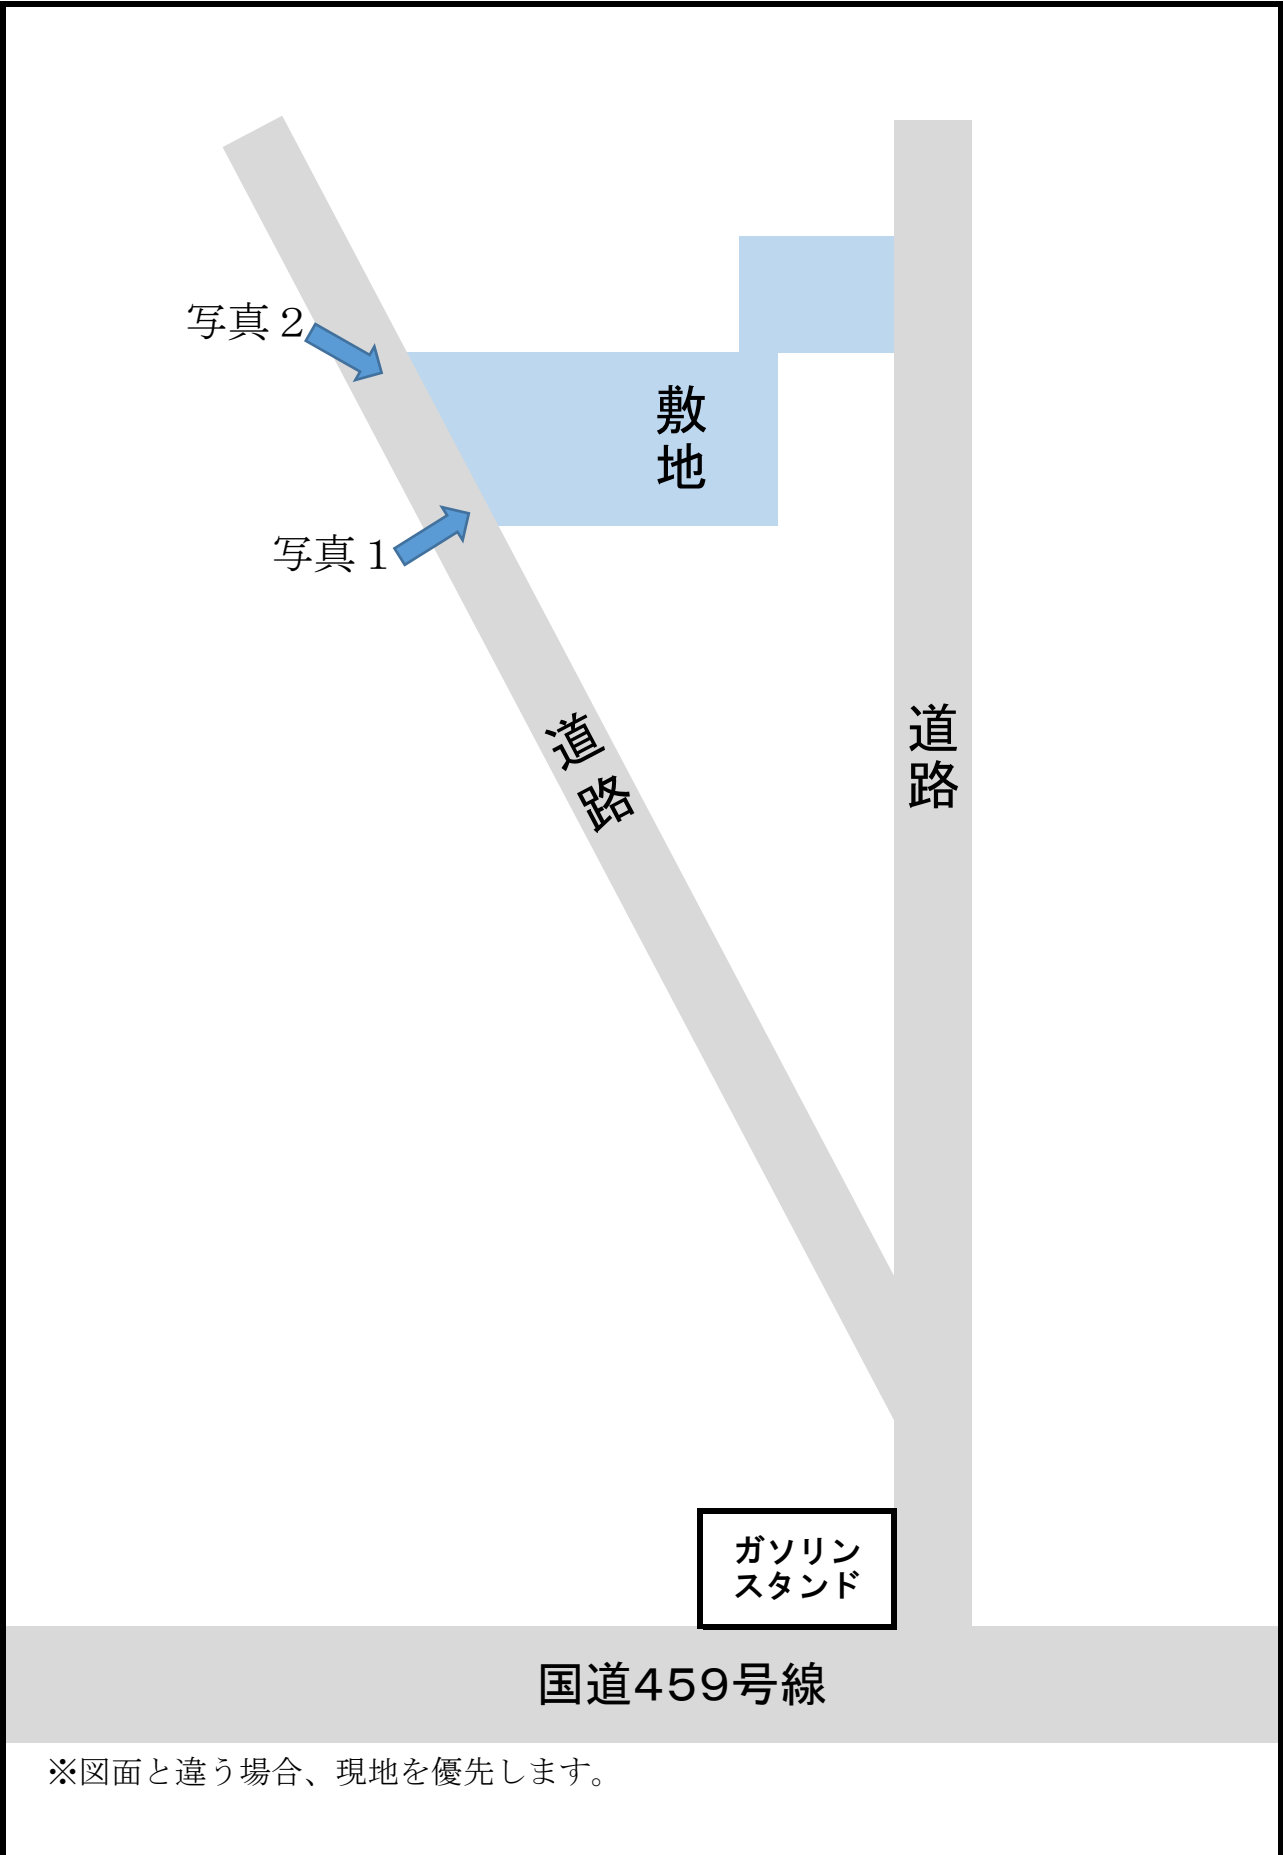 写真２
敷地
写真１
道路
道路
ガソリン
スタンド
国道459号線
※図面と違う場合、現地を優先します。